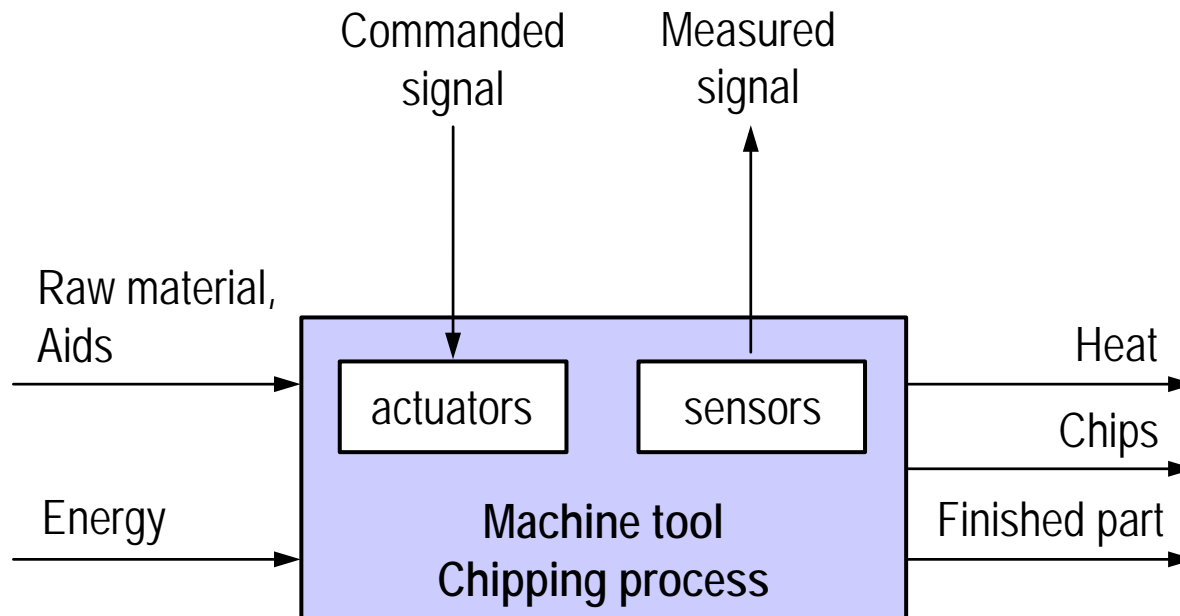 Commanded
signal
Measured
signal
Raw material,
Aids
actuators
sensors
Heat
Chips
Energy
Machine tool
Chipping process
Finished part